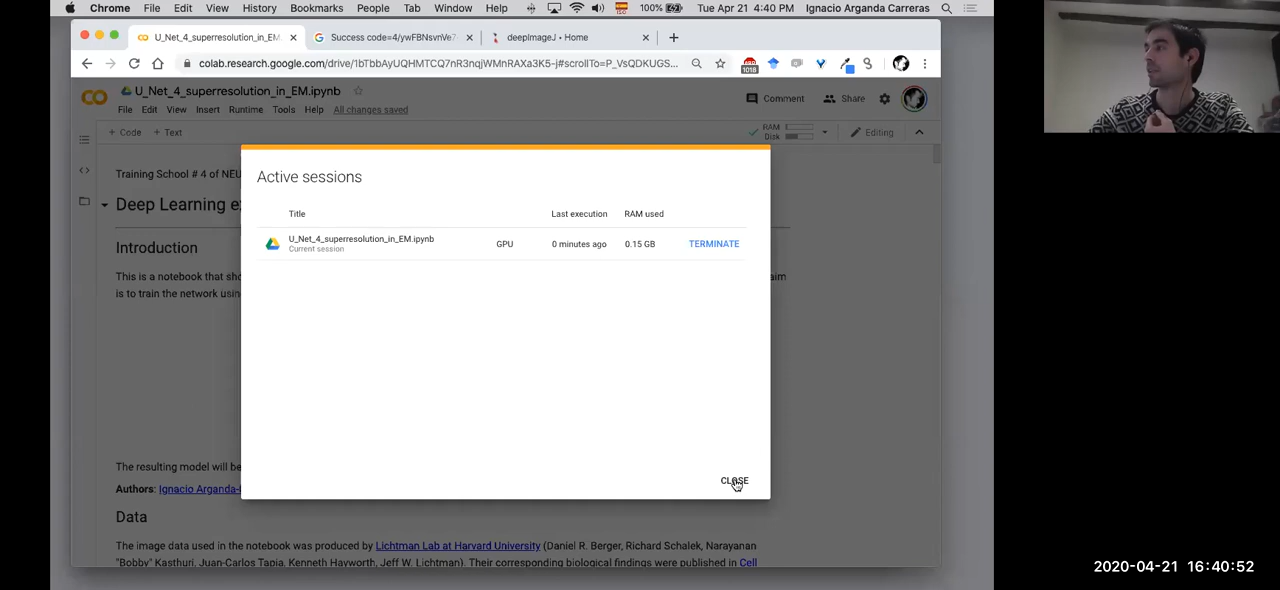 Chrome File Edit View History Bookmarks People Tab Window Help 100% Tue Apr 21 4:40 PM Ignacio Arganda Carreras
U_Net_4_superresolution_in_EM. Success code=4/ywFBNsvnVe7 deepImageJ • Home
colab.research.google.com/drive/1bTbbAyUQHMTCQ7nR3nqjWMnRAXa3K5-j#scrollTo=P_VsQDKUGS...
1018
U_Net_4_superresolution_in_EM.ipynb
Comment Share
File Edit View Insert Runtime Tools Help All changes saved
+ Code + Text RAM Disk Editing
Training School # 4 of NEU
Deep Learning e
Active sessions
Title Last execution RAM used
U_Net_4_superresolution_in_EM.ipynb GPU 0 minutes ago 0.15 GB TERMINATE
Current session
Introduction
This is a notebook that sho aim
is to train the network usin
CLOSE
The resulting model will be
Authors: Ignacio Arganda-
Data
The image data used in the notebook was produced by Lichtman Lab at Harvard University (Daniel R. Berger, Richard Schalek, Narayanan
"Bobby" Kasthuri, Juan-Carlos Tapia, Kenneth Hayworth, Jeff W. Lichtman). Their corresponding biological findings were published in Cell
2020-04-21 16:40:52